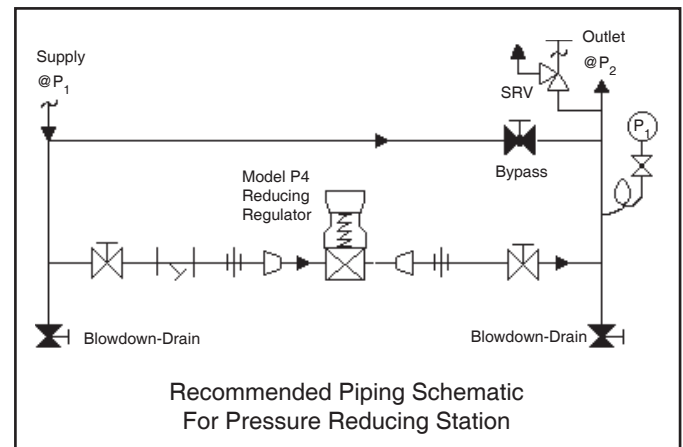 Supply
@P1
Outlet
@P2
SRV
P1
Bypass
Model P4
Reducing
Regulator
Blowdown-Drain
Blowdown-Drain
Recommended Piping Schematic
For Pressure Reducing Station